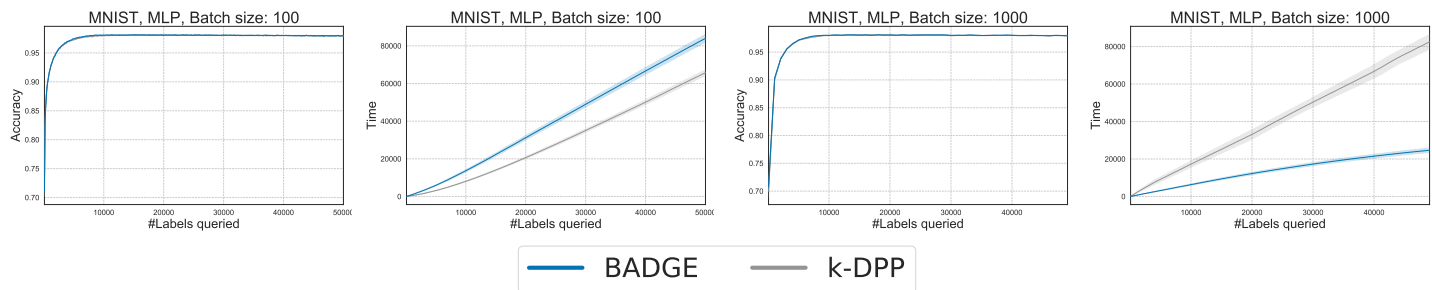 MNIST, MLP, Batch size: 100
Accuracy
0.95
0.90
0.85
0.80
0.75
0.70
10000 20000 30000 40000 5000
#Labels queried
MNIST, MLP, Batch size: 100
Time
80000
60000
40000
20000
0
10000 20000 30000 40000 5000
#Labels queried
MNIST, MLP, Batch size: 1000
Accuracy
0.95
0.90
0.85
0.80
0.75
0.70
10000 20000 30000 40000
#Labels queried
MNIST, MLP, Batch size: 1000
Time
80000
60000
40000
20000
0
10000 20000 30000 40000
#Labels queried
BADGE k-DPP